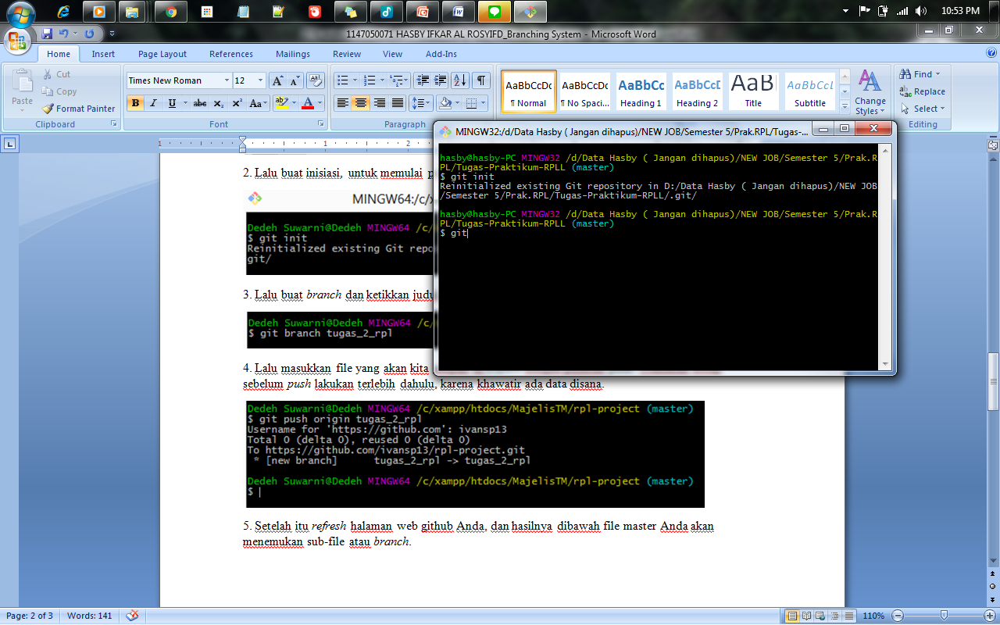 10:53 PM
1147050071 HASBY IFKAR AL ROSYIFD_Branching System - Microsoft Word
Home Insert Page Layout References Mailings Review View Add-Ins
Paste
Cut
Copy
Format Painter
Clipboard
Times New Roman 12
B I U abc x₂ x² Aa ab A
Font
Paragraph
AaBbCcDc AaBbCcDc AaBbCc AaBbCcD AaB AaBbCcL
¶ Normal ¶ No Spaci... Heading 1 Heading 2 Title Subtitle
Change Styles
Find
Replace
Select
Editing
1 1 2
2. Lalu buat inisiasi, untuk memulai
MINGW64:/c/
Dedeh Suwarni@Dedeh MINGW64 /c/
$ git init
Reinitialized existing Git repo
git/
3. Lalu buat branch dan ketikkan judu
Dedeh Suwarni@Dedeh MINGW64 /c/
$ git branch tugas_2_rpl
4. Lalu masukkan file yang akan kita
sebelum push lakukan terlebih dahulu, karena khawatir ada data disana.
Dedeh Suwarni@Dedeh MINGW64 /c/xampp/htdocs/MajelisTM/rpl-project (master)
$ git push origin tugas_2_rpl
Username for 'https://github.com': ivansp13
Total 0 (delta 0), reused 0 (delta 0)
To https://github.com/ivansp13/rpl-project.git
* [new branch] tugas_2_rpl -> tugas_2_rpl
Dedeh Suwarni@Dedeh MINGW64 /c/xampp/htdocs/MajelisTM/rpl-project (master)
$
5. Setelah itu refresh halaman web github Anda, dan hasilnya dibawah file master Anda akan
menemukan sub-file atau branch.
MINGW32:/d/Data Hasby ( Jangan dihapus)/NEW JOB/Semester 5/Prak.RPL/Tugas-...
hasby@hasby-PC MINGW32 /d/Data Hasby ( Jangan dihapus)/NEW JOB/Semester 5/Prak.R
PL/Tugas-Praktikum-RPLL (master)
$ git init
Reinitialized existing Git repository in D:/Data Hasby ( Jangan dihapus)/NEW JOB
/Semester 5/Prak.RPL/Tugas-Praktikum-RPLL/.git/
hasby@hasby-PC MINGW32 /d/Data Hasby ( Jangan dihapus)/NEW JOB/Semester 5/Prak.R
PL/Tugas-Praktikum-RPLL (master)
$ git
Page: 2 of 3 Words: 141 110%